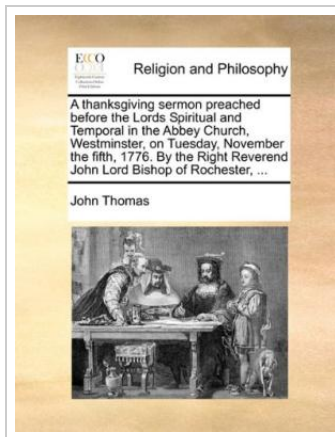 ECCO
Religion and Philosophy
A thanksgiving sermon preached
before the Lords Spiritual and
Temporal in the Abbey Church,
Westminster, on Tuesday, November
the fifth, 1776. By the Right Reverend
John Lord Bishop of Rochester, ...
John Thomas